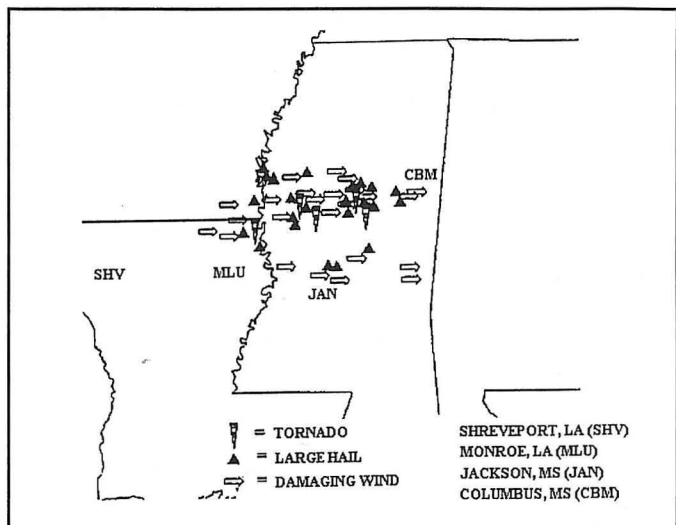 CBM
SHV
MLU
JAN
= TORNADO
= LARGE HAIL
= DAMAGING WIND
SHREVEPORT, LA (SHV)
MONROE, LA (MLU)
JACKSON, MS (JAN)
COLUMBUS, MS (CBM)